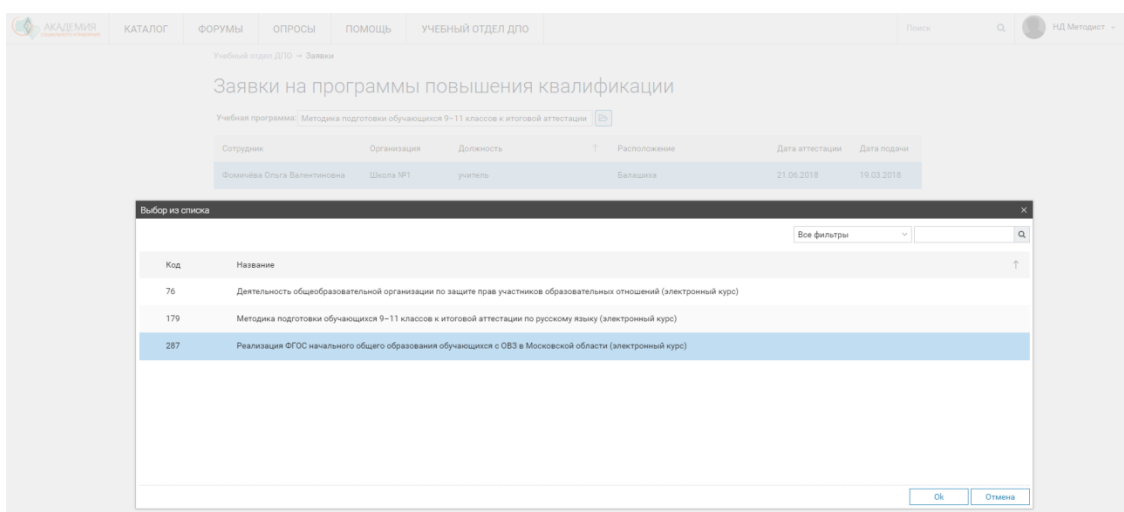 АКАДЕМИЯ КАТАЛОГ ФОРУМЫ ОПРОСЫ ПОМОЩЬ УЧЕБНЫЙ ОТДЕЛ ДПО Поиск НД Методист
Учебный отдел ДПО → Заявки
Заявки на программы повышения квалификации
Учебная программа: Методика подготовки обучающихся 9–11 классов к итоговой аттестации
Сотрудник Организация Должность ↑ Расположение Дата аттестации Дата подачи
Фомичёва Ольга Валентиновна Школа №1 учитель Балашиха 21.06.2018 19.03.2018
Выбор из списка ×
Все фильтры
Код Название ↑
76 Деятельность общеобразовательной организации по защите прав участников образовательных отношений (электронный курс)
179 Методика подготовки обучающихся 9–11 классов к итоговой аттестации по русскому языку (электронный курс)
287 Реализация ФГОС начального общего образования обучающихся с ОВЗ в Московской области (электронный курс)
Ok Отмена